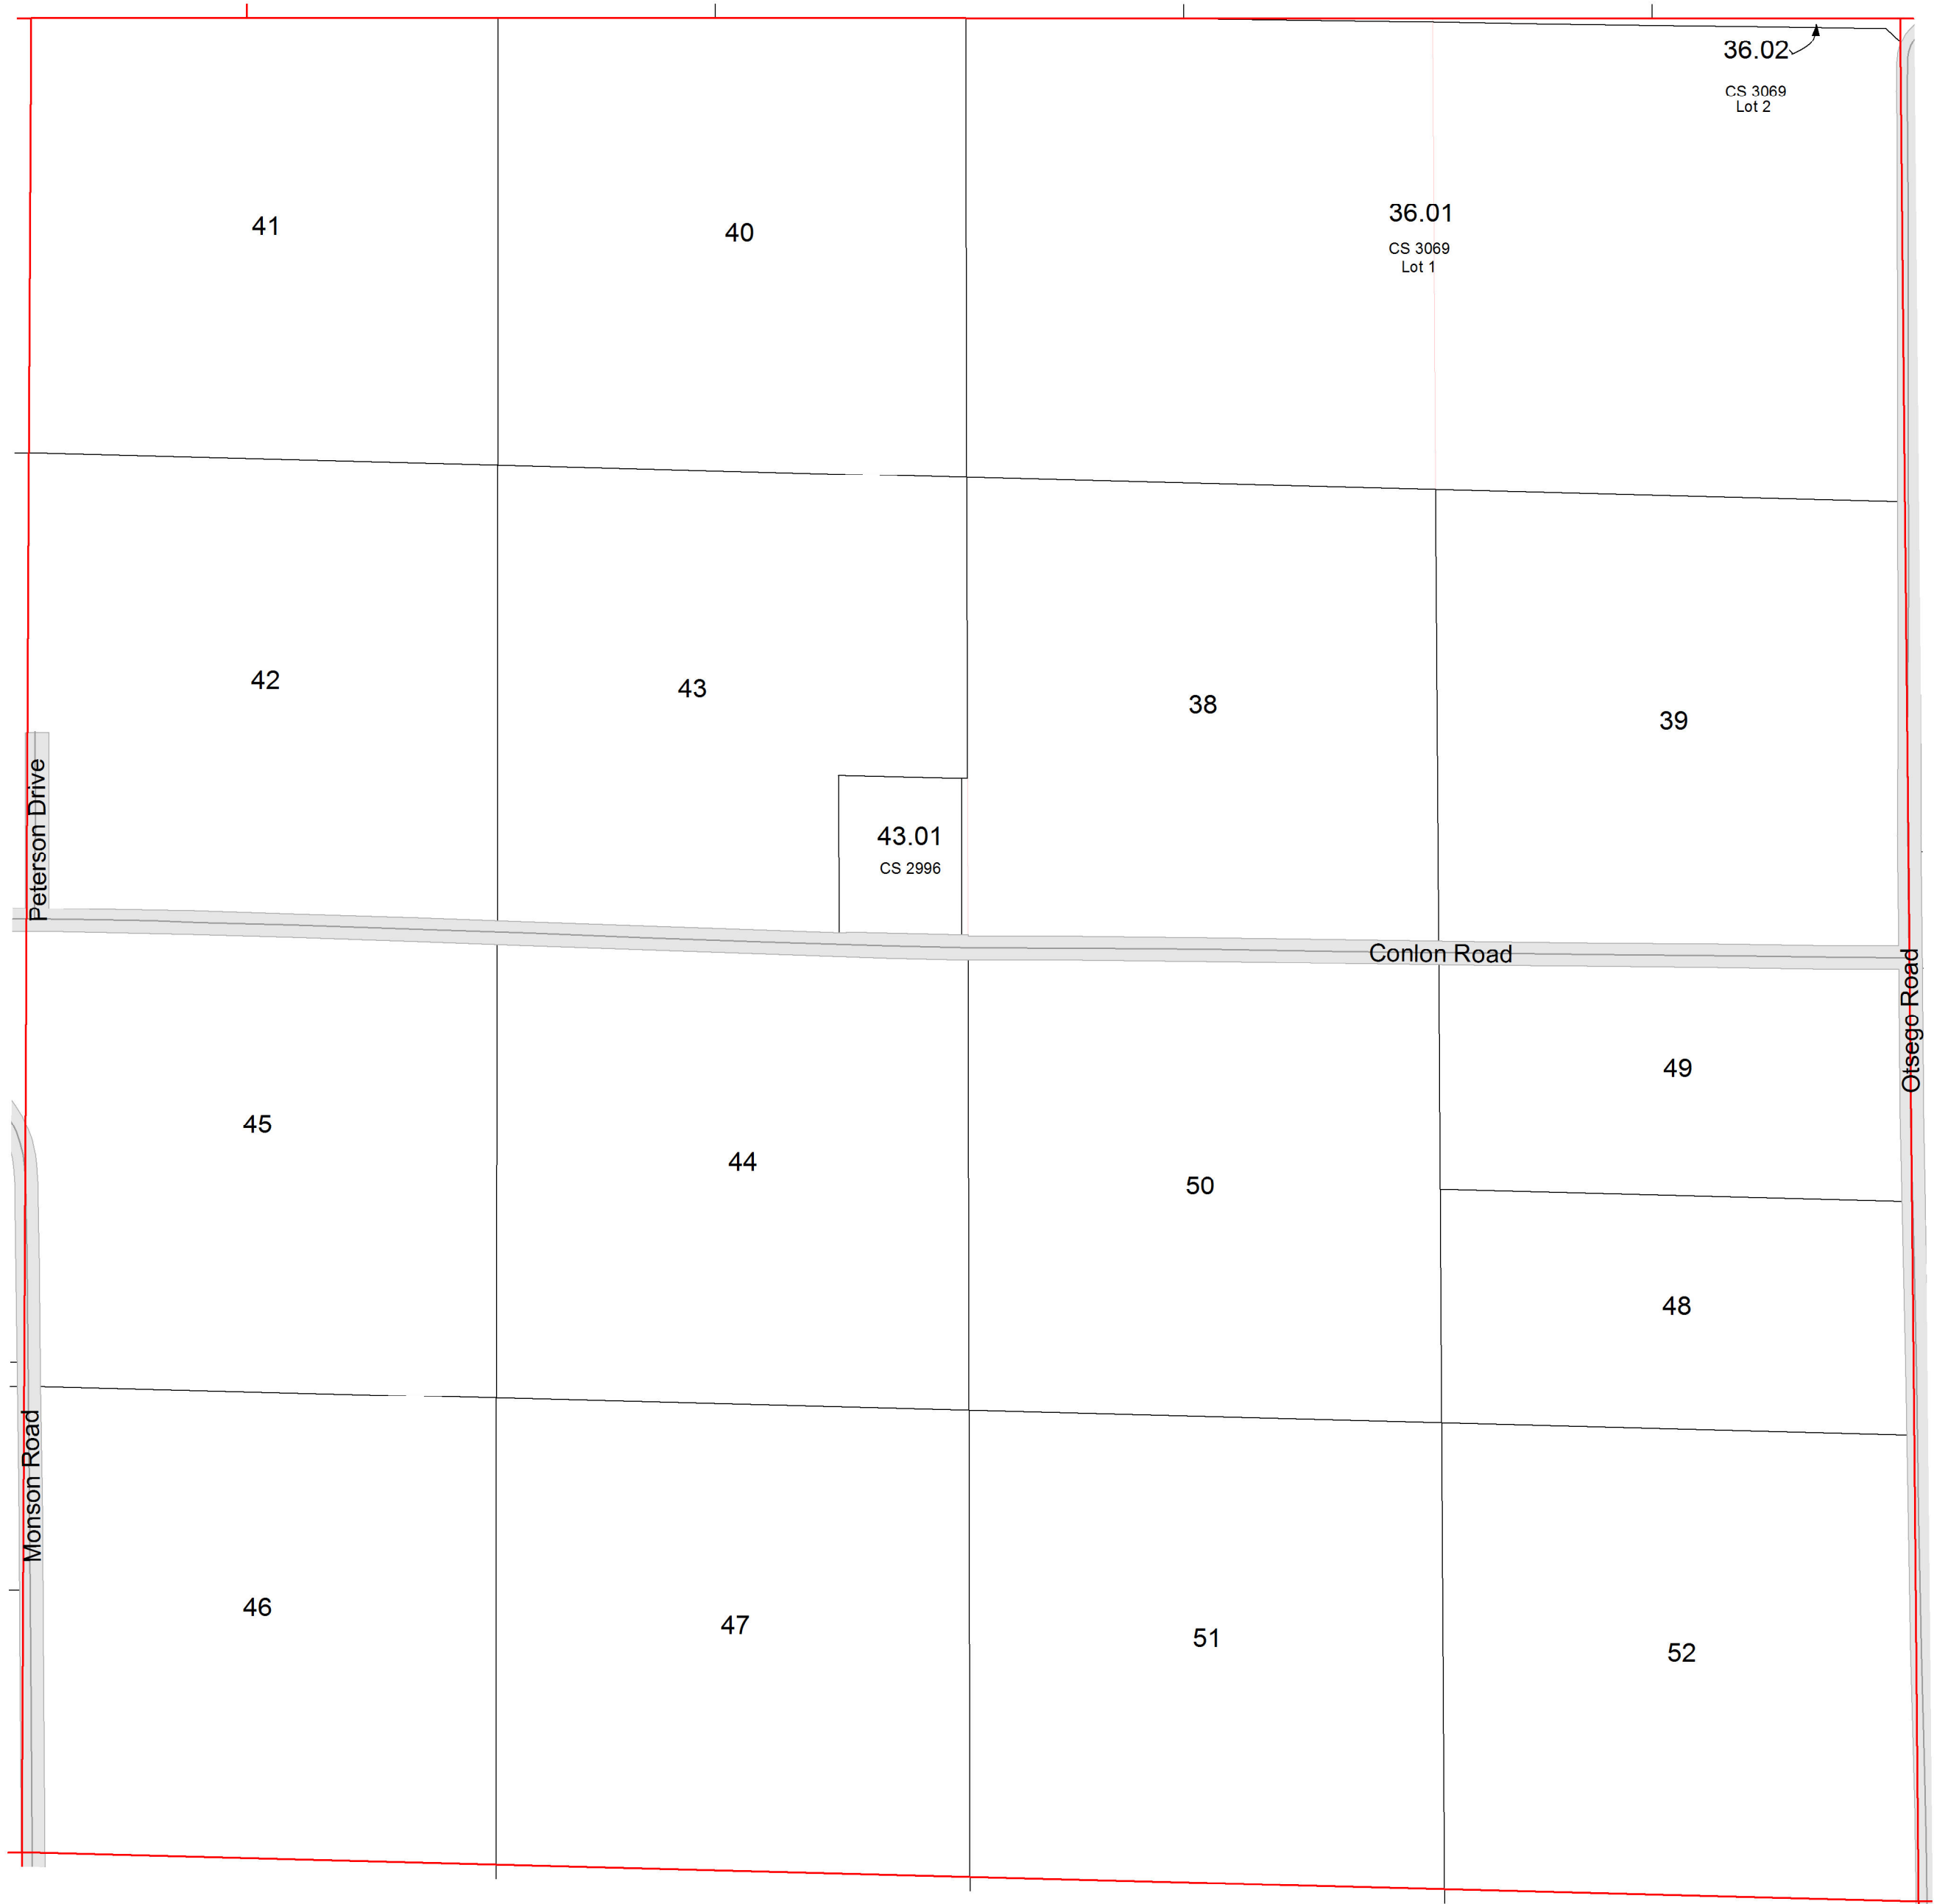 36.02
CS 3069
Lot 2
41
40
36.01
CS 3069
Lot 1
42
43
38
39
Peterson Drive
43.01
CS 2996
Conlon Road
Otsego Road
49
45
44
50
48
Monson Road
46
47
51
52